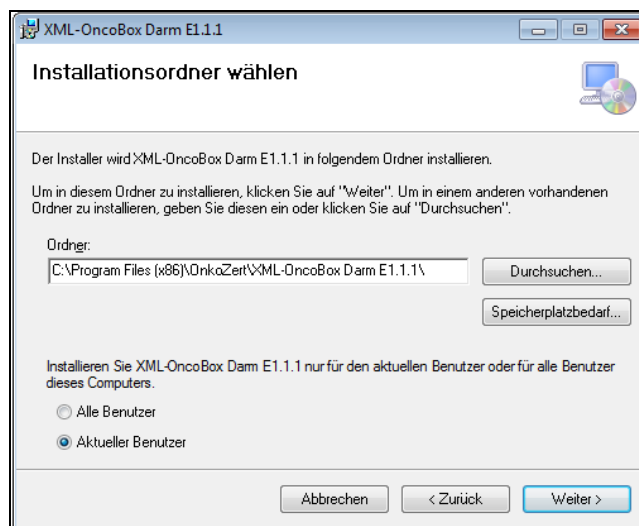 XML-OncoBox Darm E1.1.1
Installationsordner wählen
Der Installer wird XML-OncoBox Darm E1.1.1 in folgendem Ordner installieren.
Um in diesem Ordner zu installieren, klicken Sie auf "Weiter". Um in einem anderen vorhandenen
Ordner zu installieren, geben Sie diesen ein oder klicken Sie auf "Durchsuchen".
Ordner:
C:\Program Files (x86)\OnkoZert\XML-OncoBox Darm E1.1.1\
Durchsuchen...
Speicherplatzbedarf...
Installieren Sie XML-OncoBox Darm E1.1.1 nur für den aktuellen Benutzer oder für alle Benutzer
dieses Computers.
Alle Benutzer
Aktueller Benutzer
Abbrechen
< Zurück
Weiter >